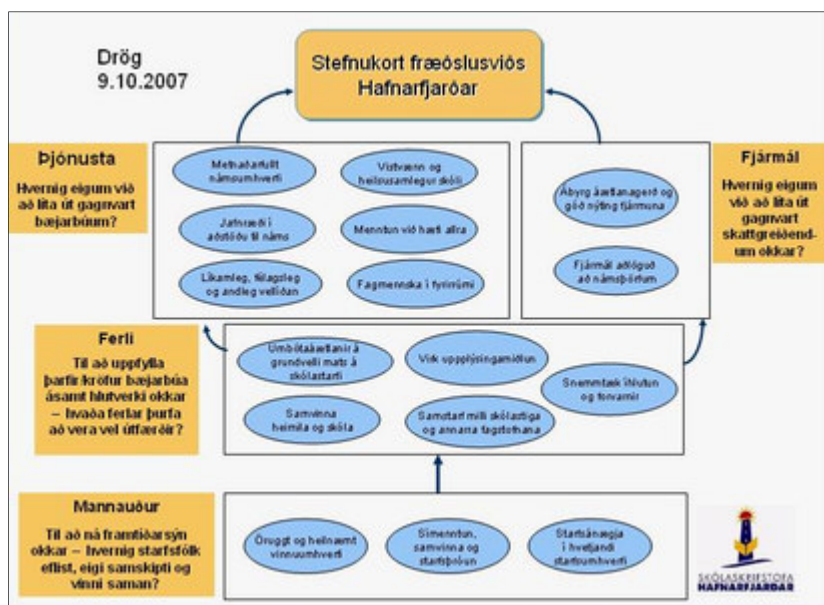 Drög
9.10.2007
Stefnukort fræðslusviðs
Hafnarfjarðar
Þjónusta
Hvernig eigum við
að líta út gagnvart
bæjarbúum?
Metnaðarfullt
námsumhverfi
Vistvænn og
heilsusamlegur skóli
Jafnræði í
aðstöðu til náms
Menntun við hæfi allra
Líkamleg, félagsleg
og andleg vellíðan
Fagmennska í fyrirrúmi
Ábyrg áætlanagerð og
góð nýting fjármuna
Fjármál aðlöguð
að námsþörfum
Fjármál
Hvernig eigum
við að líta út
gagnvart
skattgreiðend-
um okkar?
Ferli
Til að uppfylla
þarfir/kröfur bæjarbúa
ásamt hlutverki okkar
– hvaða ferlar þurfa
að vera vel útfærðir?
Umbótaáætlanir á
grundvelli mats á
skólastarfi
Virk upplýsingamiðlun
Snemmtæk íhlutun
og forvarnir
Samvinna
heimila og skóla
Samstarf milli skólastiga
og annarra fagstofnana
Mannauður
Til að ná framtíðarsýn
okkar – hvernig starfsfólk
eflist, eigi samskipti og
vinni saman?
Öruggt og heilnæmt
vinnuumhverfi
Símenntun,
samvinna og
starfsþróun
Starfsánægja
í hvetjandi
starfsumhverfi
SKÓLASKRIFSTOFA
HAFNARFJARÐAR